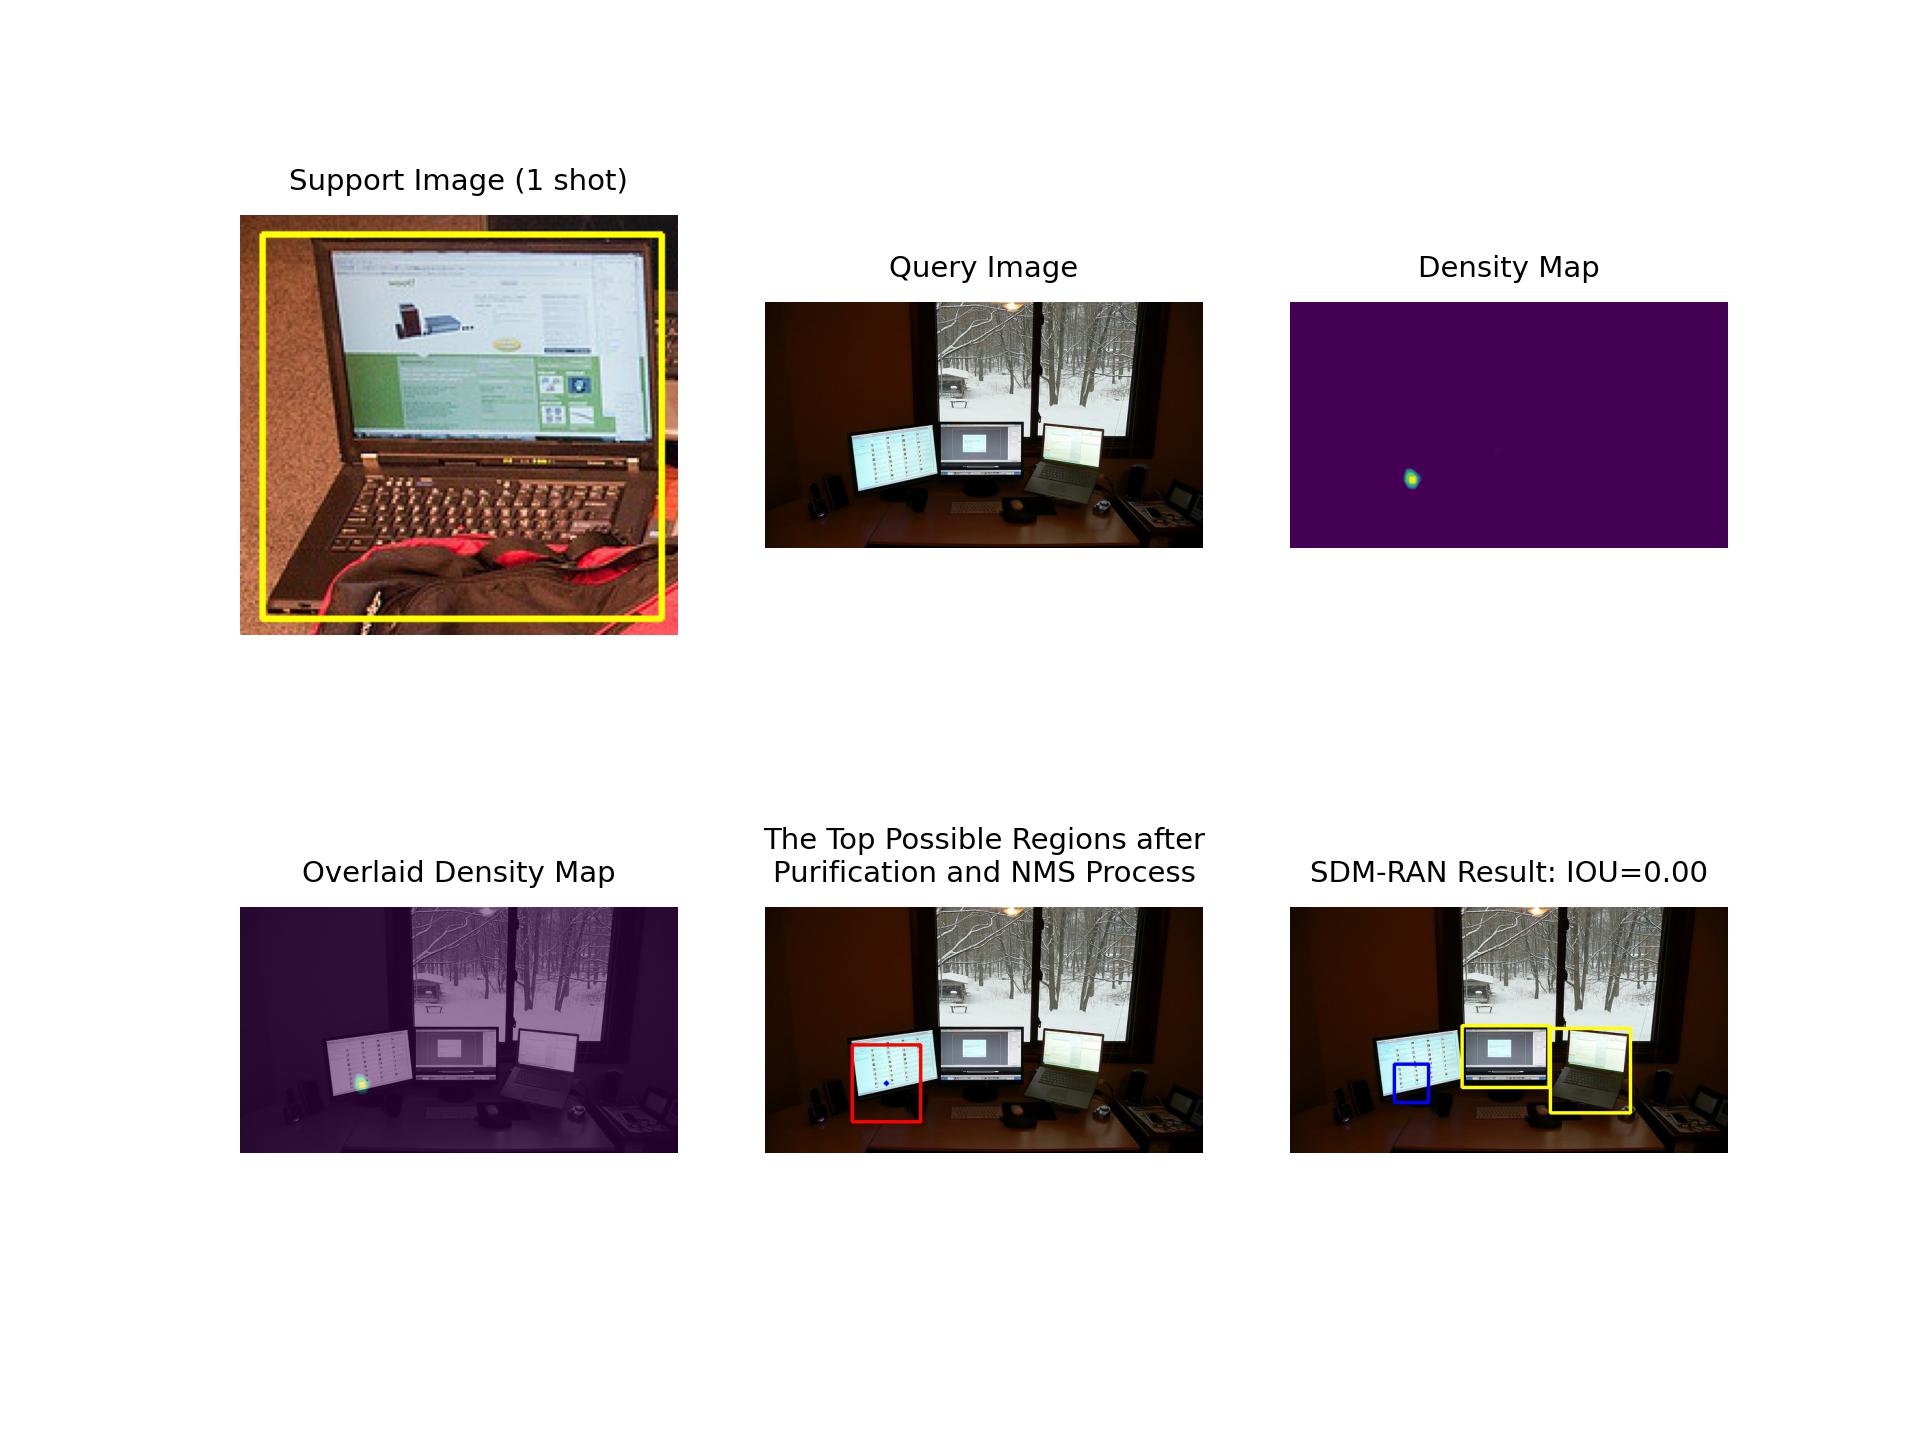 Support Image (1 shot)
Query Image
Density Map
Overlaid Density Map
The Top Possible Regions after
Purification and NMS Process
SDM-RAN Result: IOU=0.00
woot!